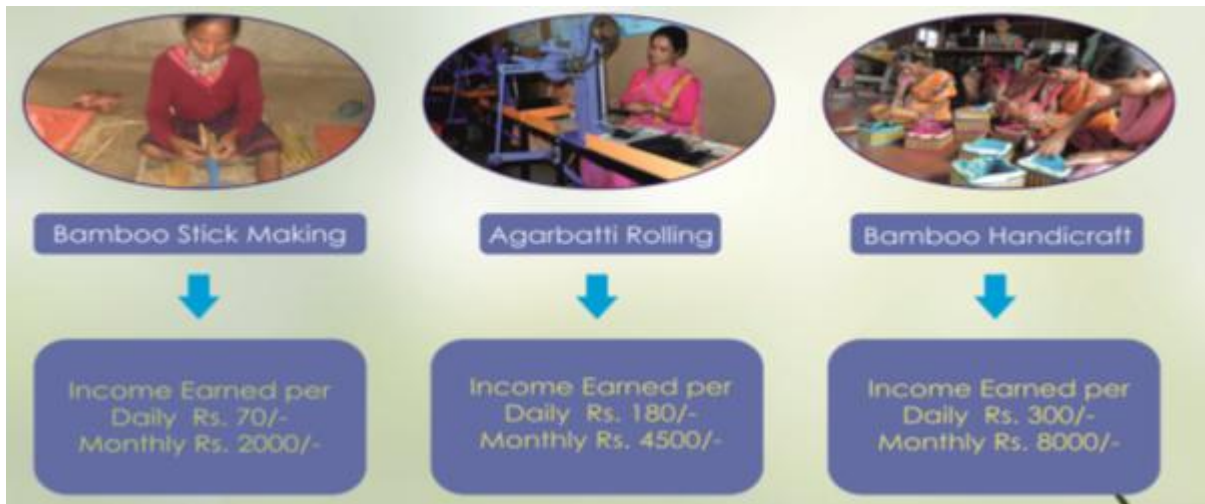 Bamboo Stick Making
Agarbatti Rolling
Bamboo Handicraft
Income Earned per
Daily Rs. 70/-
Monthly Rs. 2000/-
Income Earned per
Daily Rs. 180/-
Monthly Rs. 4500/-
Income Earned per
Daily Rs. 300/-
Monthly Rs. 8000/-